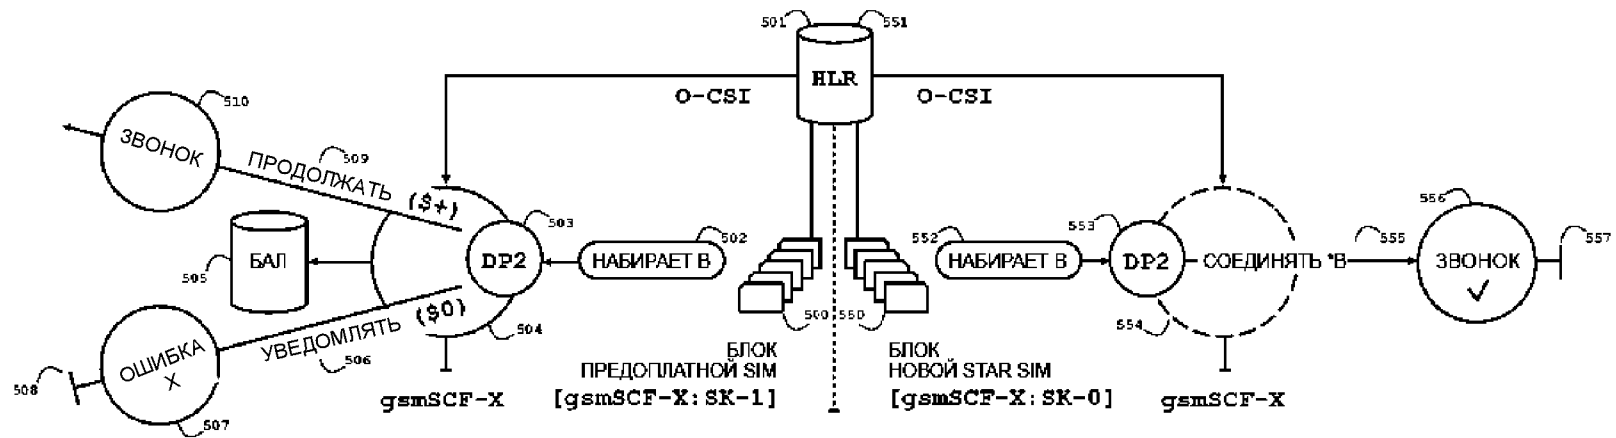 501
551
HLR
O-CSI
O-CSI
510
ЗВОНОК
ПРОДОЛЖАТЬ
509
($+)
503
DP2
502
НАБИРАЕТ В
552
НАБИРАЕТ В
553
DP2
СОЕДИНЯТЬ *В
555
556
ЗВОНОК
557
БАЛ
505
($0)
УВЕДОМЛЯТЬ
506
504
500
550
554
508
ОШИБКА
X
507
gsmSCF-X
БЛОК
ПРЕДОПЛАТНОЙ SIM
[gsmSCF-X:SK-1]
БЛОК
НОВОЙ STAR SIM
[gsmSCF-X:SK-0]
gsmSCF-X